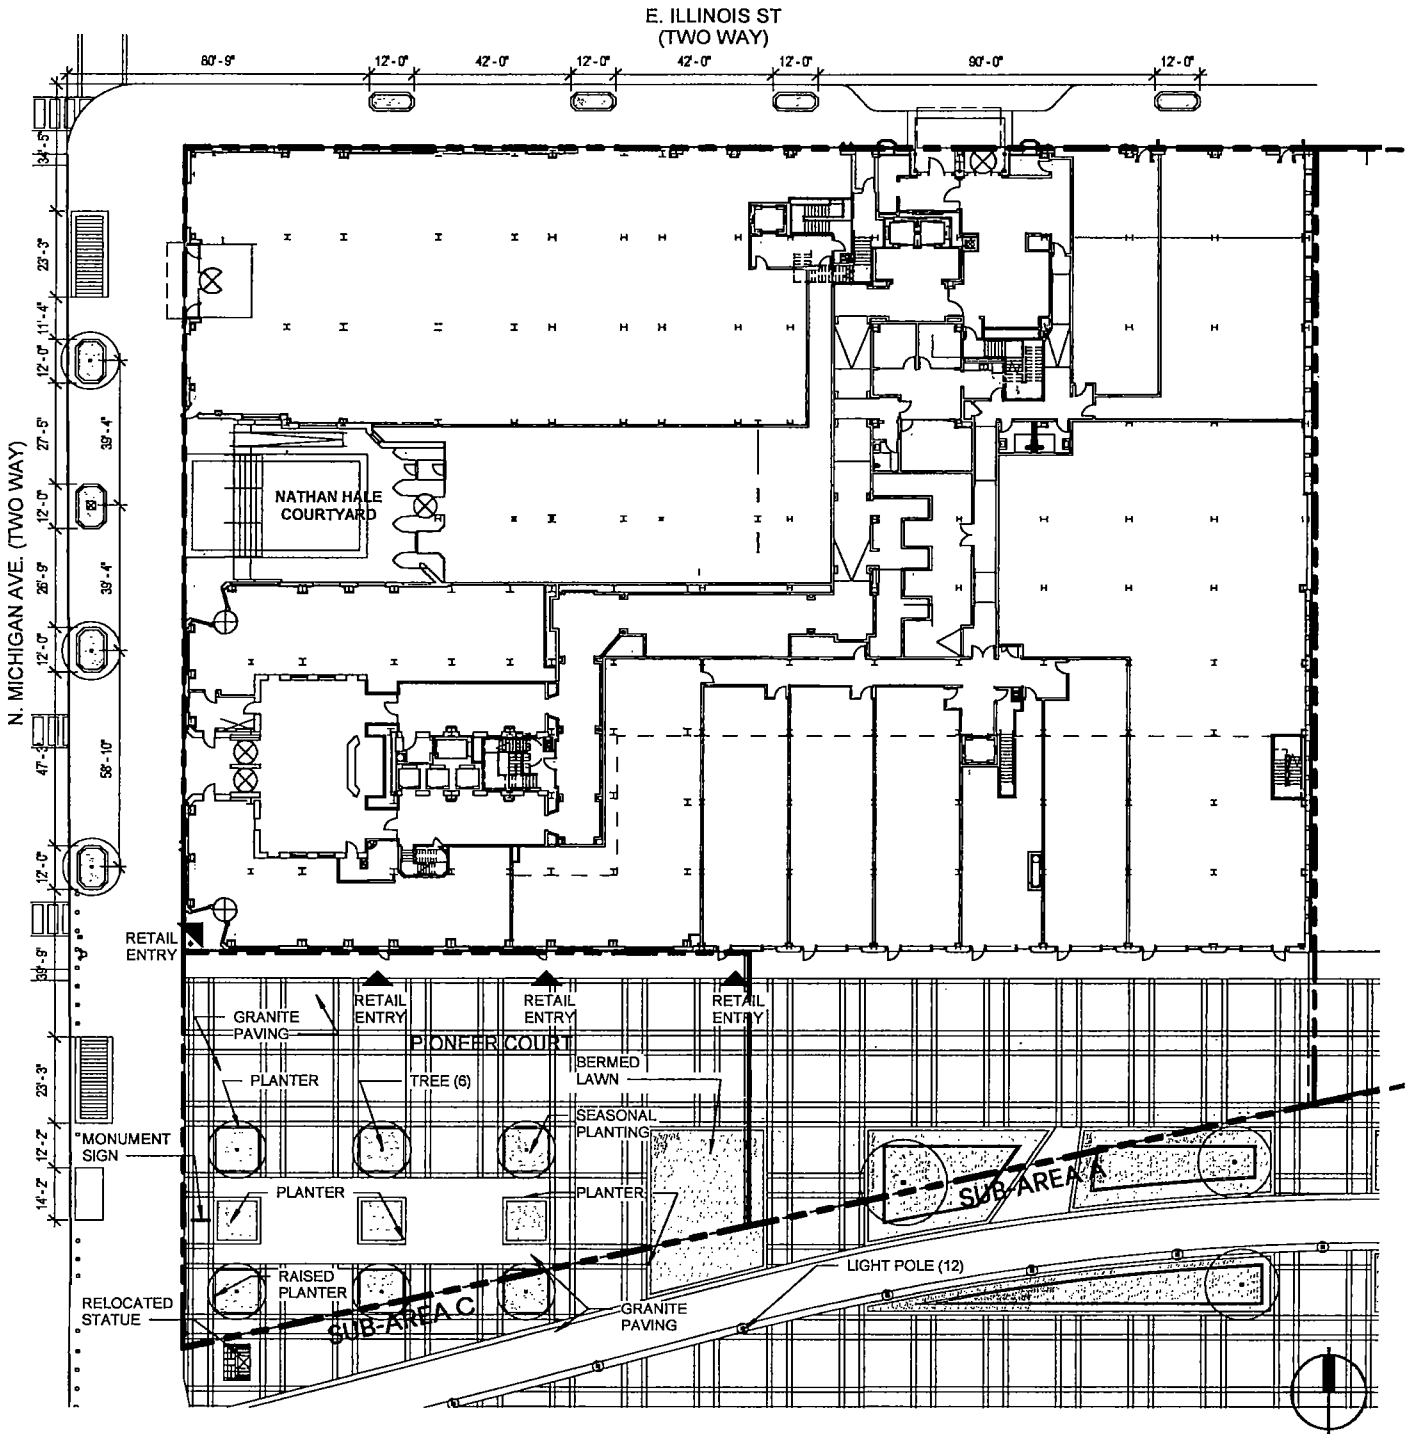 E. ILLINOIS ST
(TWO WAY)
80'-9"
12'-0"
42'-0"
12'-0"
42'-0"
12'-0"
90'-0"
12'-0"
34'-5"
23'-3"
11'-4"
12'-0"
27'-5"
39'-4"
12'-0"
26'-9"
39'-4"
12'-0"
47'-3"
58'-10"
12'-0"
39'-9"
23'-3"
12'-2"
14'-2"
N. MICHIGAN AVE. (TWO WAY)
NATHAN HALE
COURTYARD
RETAIL
ENTRY
RETAIL
ENTRY
RETAIL
ENTRY
RETAIL
ENTRY
GRANITE
PAVING
PIONEER COURT
PLANTER
TREE (6)
BERMED
LAWN
SEASONAL
PLANTING
MONUMENT
SIGN
PLANTER
PLANTER
SUB-AREA A
LIGHT POLE (12)
RAISED
PLANTER
RELOCATED
STATUE
SUB-AREA C
GRANITE
PAVING